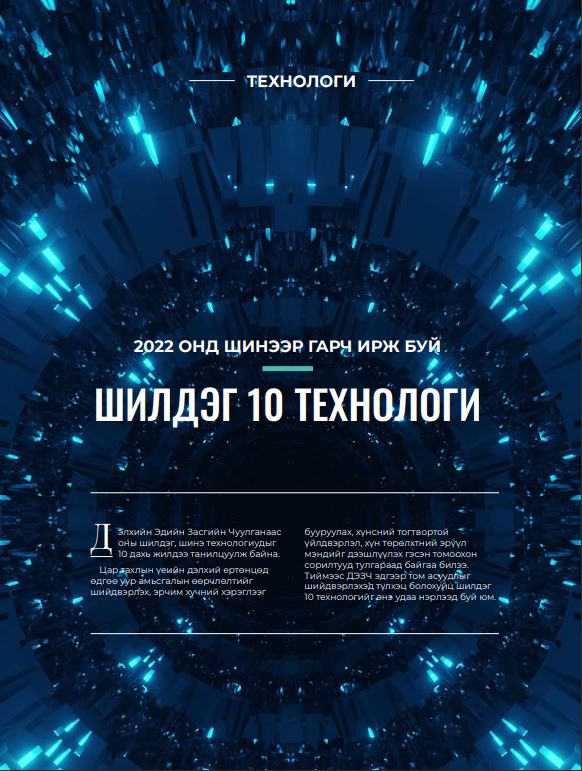 ТЕХНОЛОГИ
2022 ОНД ШИНЭЭР ГАРЧ ИРЖ БУЙ
ШИЛДЭГ 10 ТЕХНОЛОГИ
Дэлхийн Эдийн Засгийн Чуулганаас
оны шилдэг, шинэ технологиудыг
10 дахь жилдээ танилцуулж байна.
Цар тахлын үеийн дэлхий ертөнцөд
өдгөө уур амьсгалын өөрчлөлтийг
шийдвэрлэх, эрчим хүчний хэрэглээг
бууруулах, хүнсний тогтвортой
үйлдвэрлэл, хүн төрөлхтний эрүүл
мэндийг дээшлүүлэх гэсэн томоохон
сорилтууд тулгараад байгаа билээ.
Тиймээс ДЭЗЧ эдгээр том асуудлыг
шийдвэрлэхэд түлхэц болохуйц шилдэг
10 технологийг энэ удаа нэрлээд буй юм.